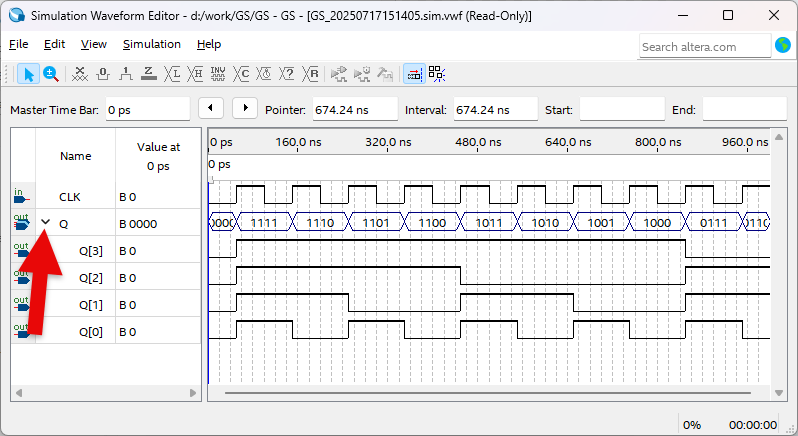 Simulation Waveform Editor - d:/work/GS/GS - GS - [GS_20250717151405.sim.vwf (Read-Only)]
File Edit View Simulation Help
Search altera.com
Master Time Bar: 0 ps Pointer: 674.24 ns Interval: 674.24 ns Start: End:
Name Value at 0 ps
0 ps 160.0 ns 320.0 ns 480.0 ns 640.0 ns 800.0 ns 960.0 ns
0 ps
in CLK B 0
out Q B 0000 0000 1111 1110 1101 1100 1011 1010 1001 1000 0111 0110
out Q[3] B 0
out Q[2] B 0
out Q[1] B 0
out Q[0] B 0
0% 00:00:00